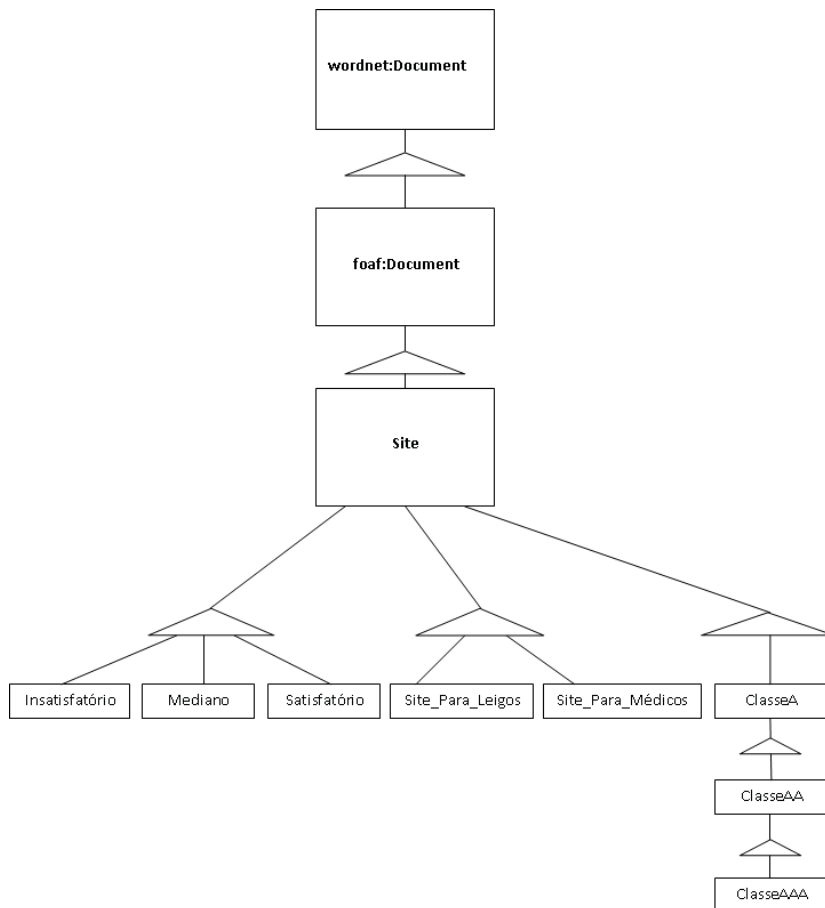 wordnet:Document
foaf:Document
Site
Insatisfatório
Mediano
Satisfatório
Site_Para_Leigos
Site_Para_Médicos
ClasseA
ClasseAA
ClasseAAA